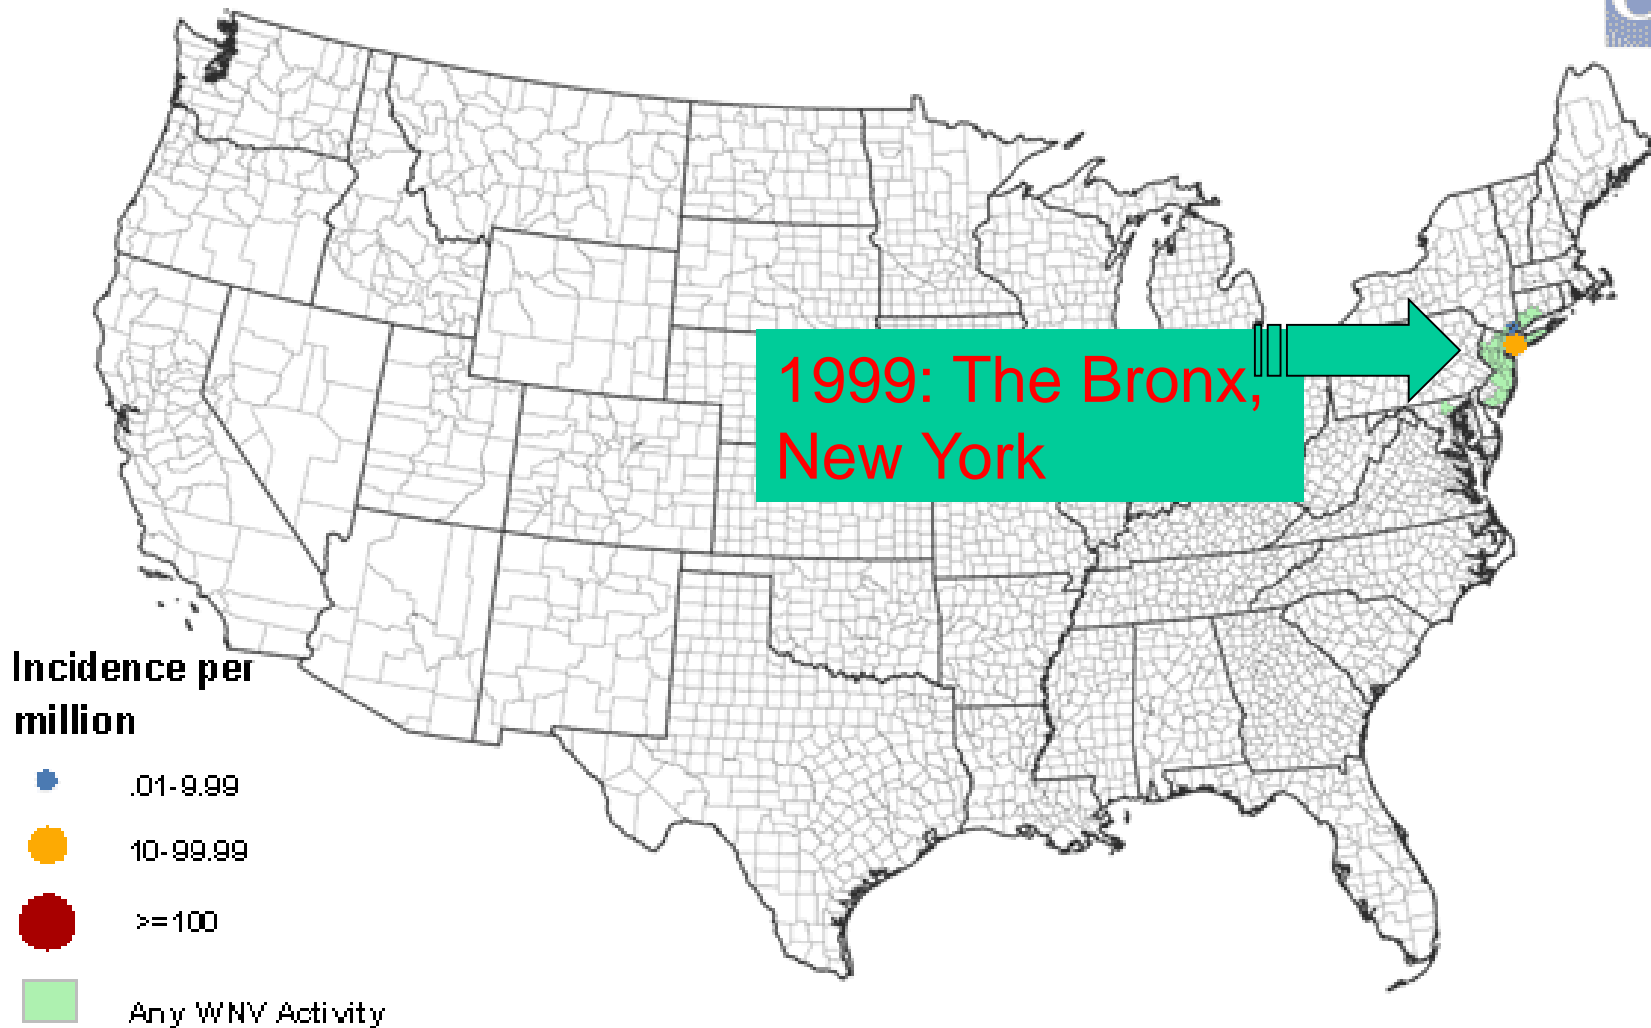 1999: The Bronx,
New York
Incidence per
million
.01-9.99
10-99.99
>=100
Any WNV Activity